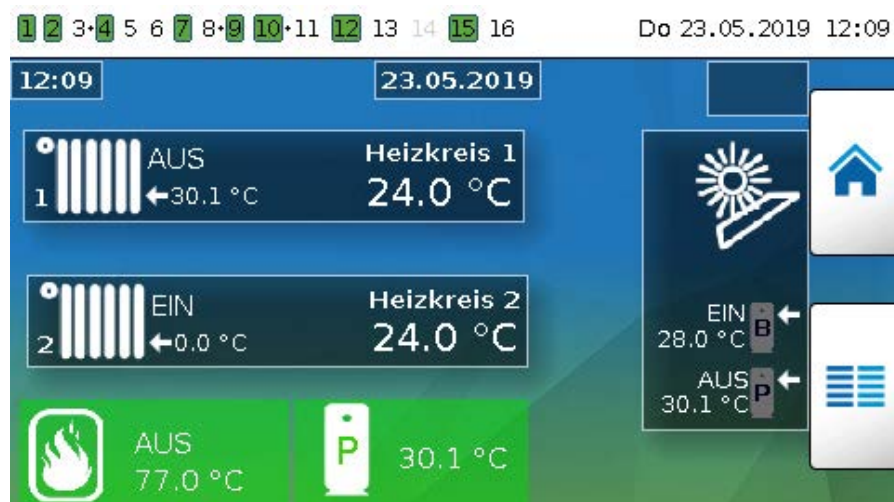 1 2 3·4 5 6 7 8·9 10·11 12 13 14 15 16 Do 23.05.2019 12:09
12:09 23.05.2019
AUS Heizkreis 1
1 30.1 °C 24.0 °C
EIN Heizkreis 2
2 0.0 °C 24.0 °C
EIN
28.0 °C B
AUS
30.1 °C P
AUS
77.0 °C
P 30.1 °C